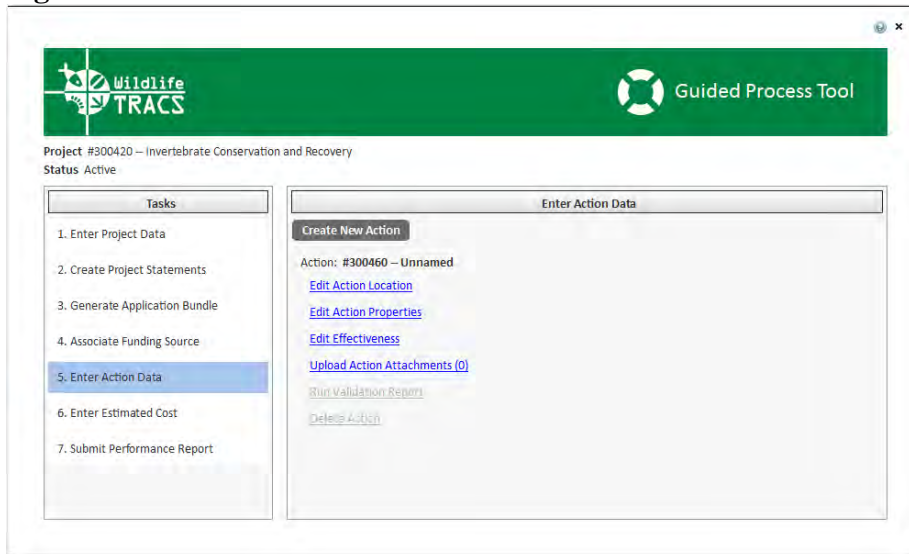 Wildlife
TRACS
Guided Process Tool
Project #300420 – Invertebrate Conservation and Recovery
Status Active
Tasks
1. Enter Project Data
2. Create Project Statements
3. Generate Application Bundle
4. Associate Funding Source
5. Enter Action Data
6. Enter Estimated Cost
7. Submit Performance Report
Enter Action Data
Create New Action
Action: #300460 – Unnamed
Edit Action Location
Edit Action Properties
Edit Effectiveness
Upload Action Attachments (0)
Run Validation Report
Delete Action